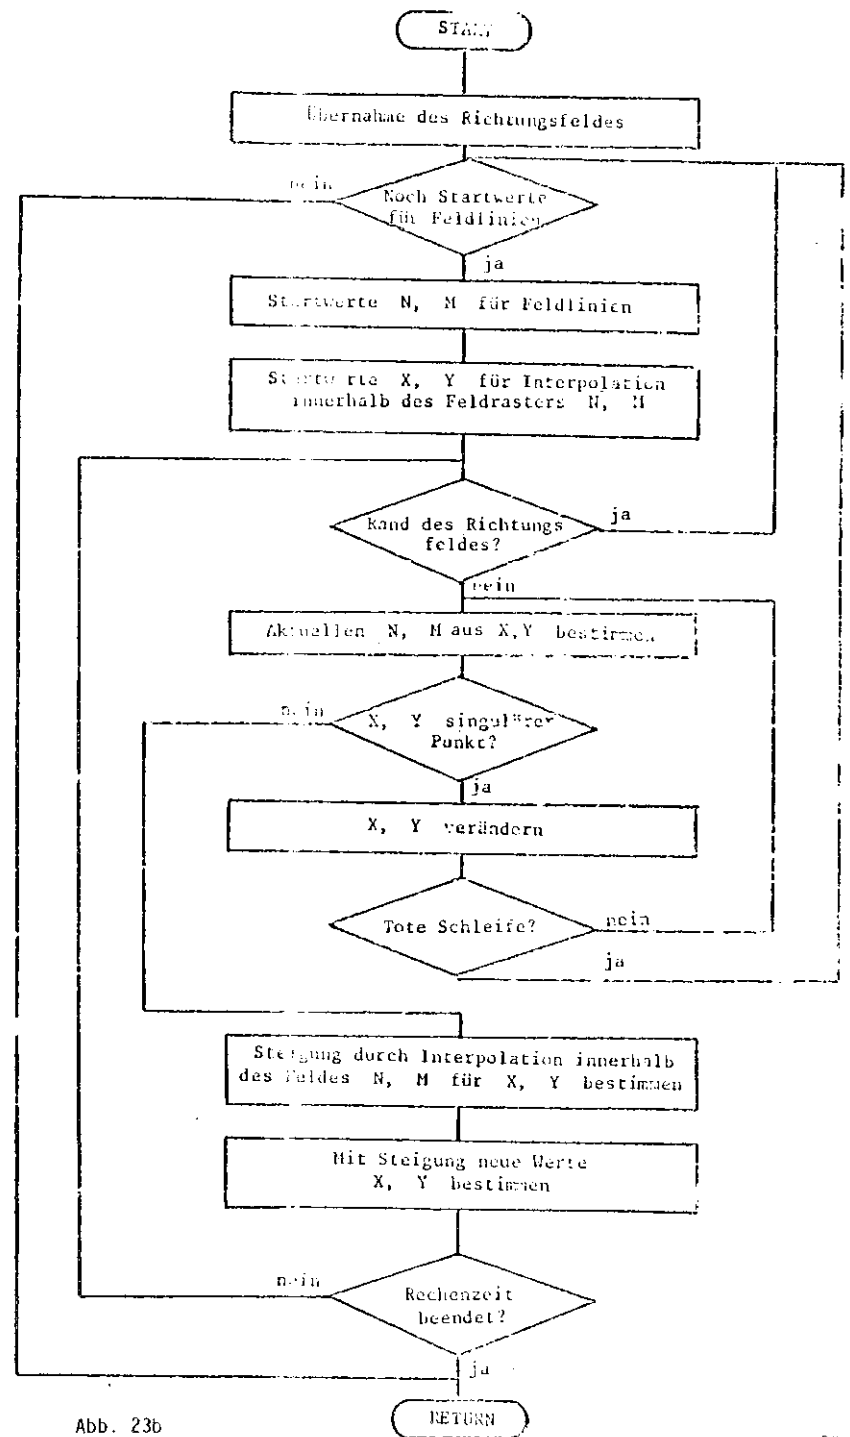 START
Übernahme des Richtungsfeldes
nein
Noch Startwerte
für Feldlinien
ja
Startwerte N, M für Feldlinien
Startwerte X, Y für Interpolation
innerhalb des Feldrasters N, M
Rand des Richtungs
feldes?
ja
nein
Aktuellen N, M aus X,Y bestimmen
nein
X, Y singulärer
Punkt?
ja
X, Y verändern
Tote Schleife?
nein
ja
Steigung durch Interpolation innerhalb
des Feldes N, M für X, Y bestimmen
Mit Steigung neue Werte
X, Y bestimmen
nein
Rechenzeit
beendet?
ja
RETURN
Abb. 23b